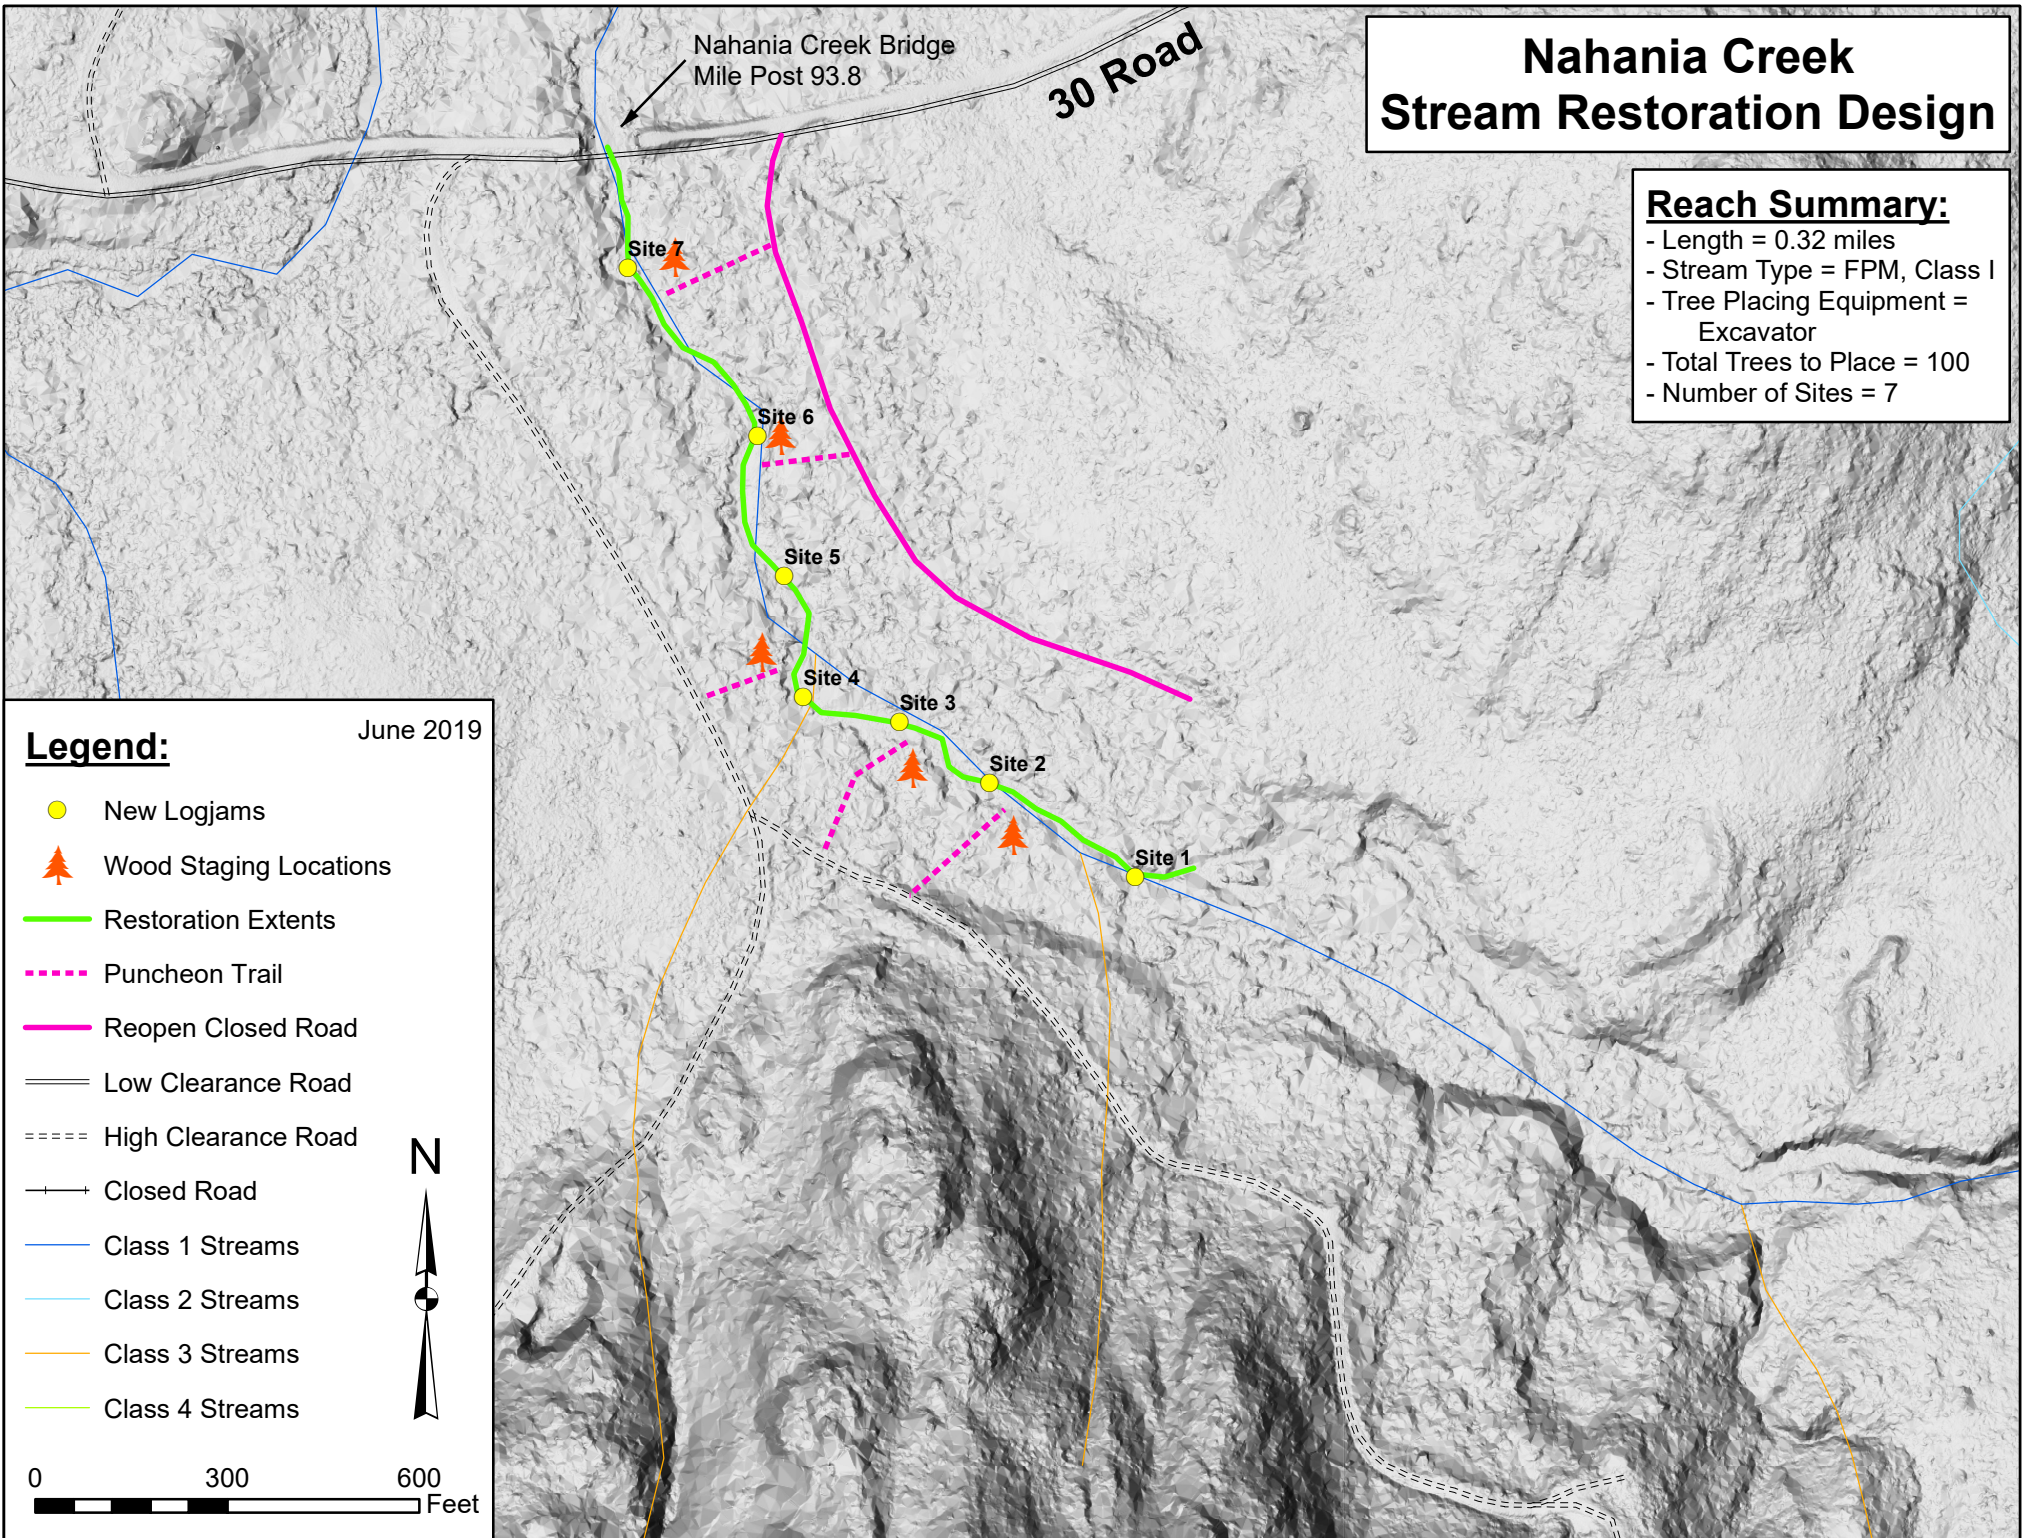 Nahania Creek Bridge
Mile Post 93.8
30 Road
Nahania Creek
Stream Restoration Design
Reach Summary:
- Length = 0.32 miles
- Stream Type = FPM, Class I
- Tree Placing Equipment =
Excavator
- Total Trees to Place = 100
- Number of Sites = 7
Site 7
Site 6
Site 5
Site 4
Site 3
Site 2
Site 1
June 2019
Legend:
New Logjams
Wood Staging Locations
Restoration Extents
Puncheon Trail
Reopen Closed Road
Low Clearance Road
High Clearance Road
Closed Road
Class 1 Streams
Class 2 Streams
Class 3 Streams
Class 4 Streams
N
0 300 600
Feet